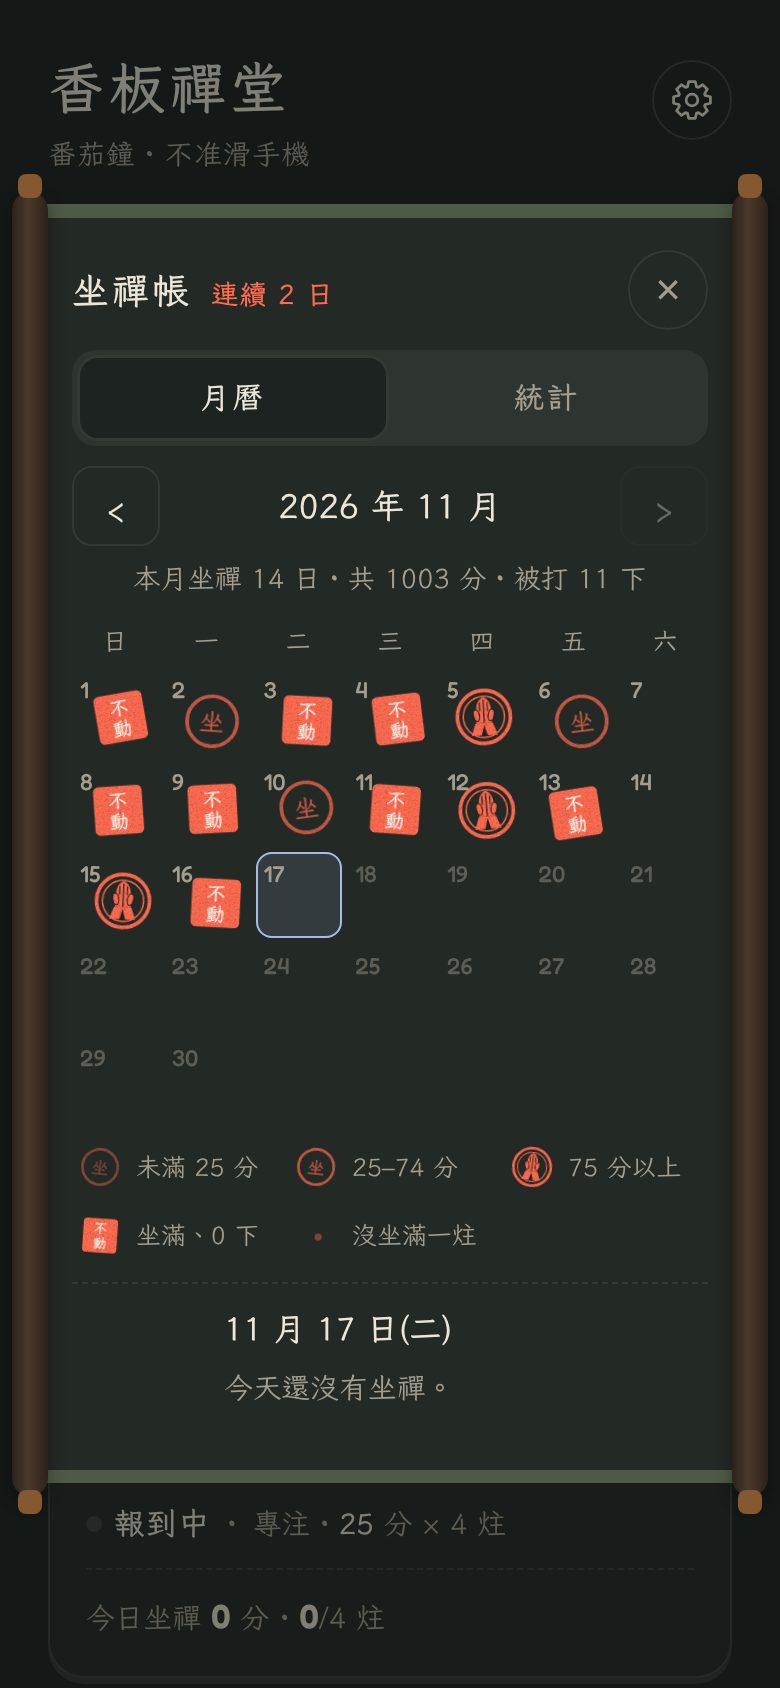 香板禪堂
番茄鐘・不准滑手機
坐禪帳 連續 2 日
×
月曆 統計
< 2026 年 11 月 >
本月坐禪 14 日・共 1003 分・被打 11 下
日 一 二 三 四 五 六
1 不動 2 坐 3 不動 4 不動 5 6 坐 7
8 不動 9 不動 10 坐 11 不動 12 13 不動 14
15 16 不動 17 18 19 20 21
22 23 24 25 26 27 28
29 30
坐 未滿 25 分 坐 25–74 分 75 分以上
不動 坐滿、0 下 • 沒坐滿一炷
11 月 17 日(二)
今天還沒有坐禪。
報到中 ・ 專注・25 分 × 4 炷
今日坐禪 0 分・0/4 炷